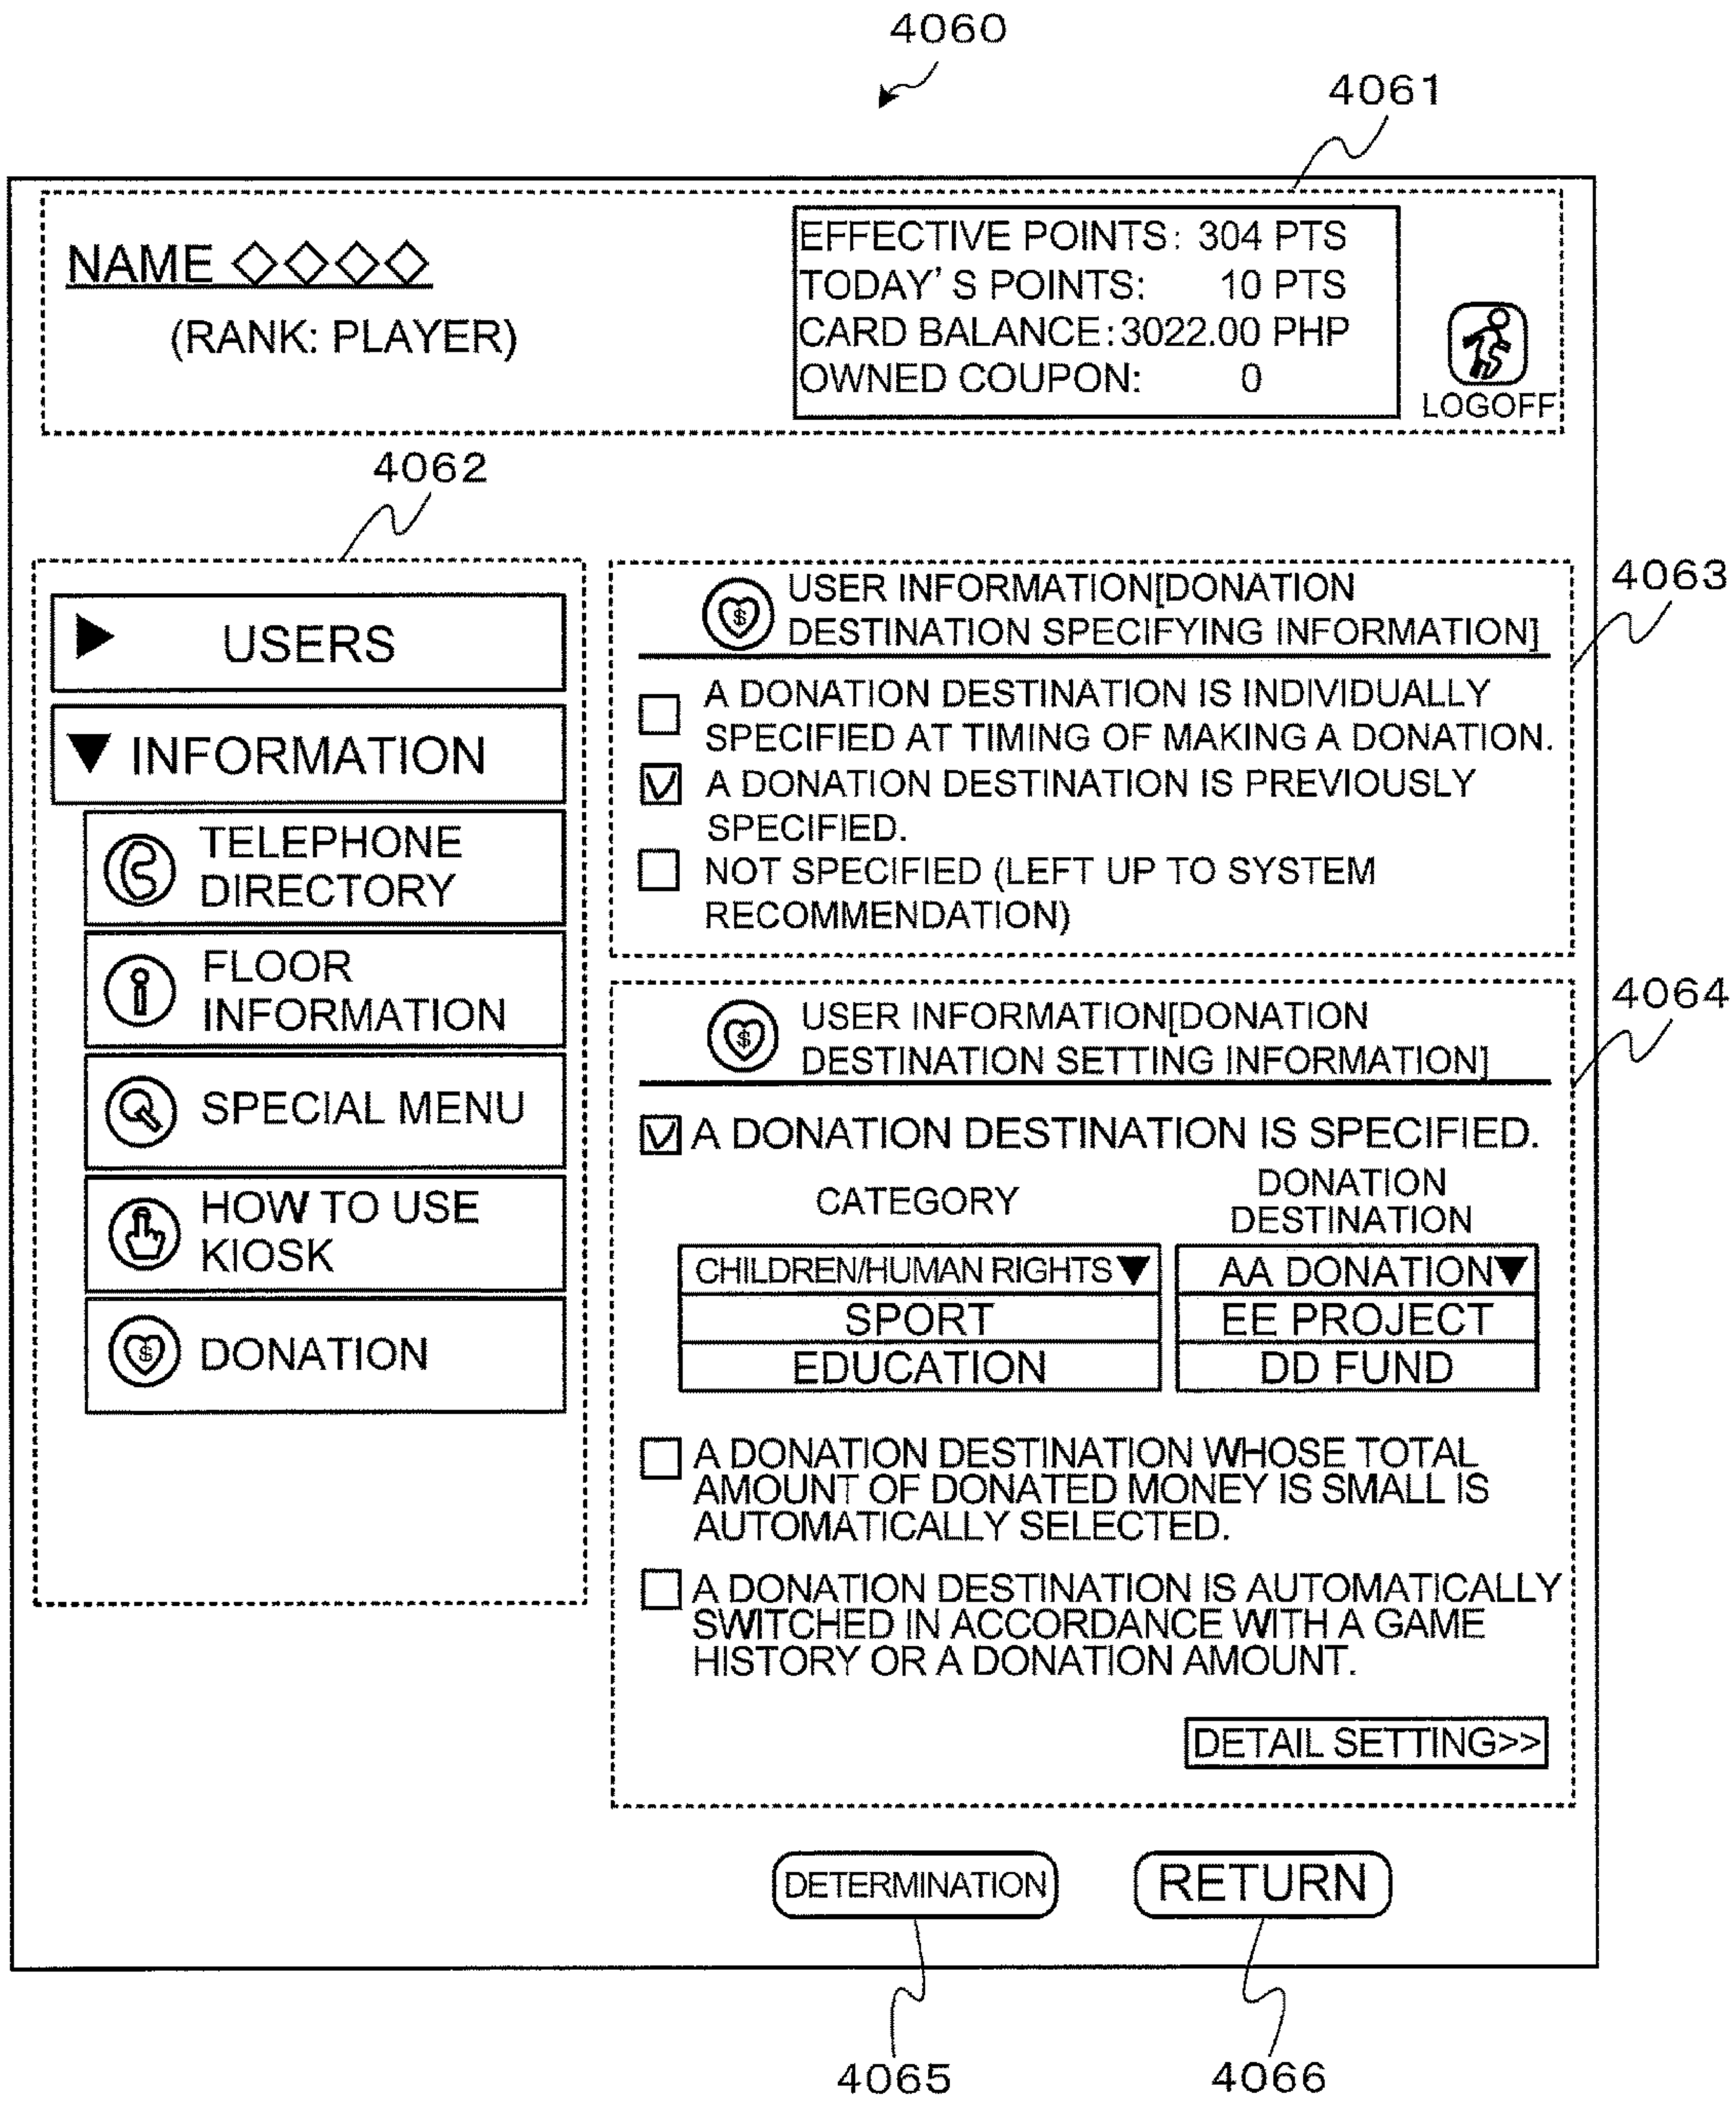 4060
4061
NAME ◇◇◇◇
(RANK: PLAYER)
EFFECTIVE POINTS: 304 PTS
TODAY'S POINTS: 10 PTS
CARD BALANCE: 3022.00 PHP
OWNED COUPON: 0
LOGOFF
4062
▶ USERS
▼ INFORMATION
TELEPHONE
DIRECTORY
FLOOR
INFORMATION
SPECIAL MENU
HOW TO USE
KIOSK
$ DONATION
4063
$ USER INFORMATION[DONATION
DESTINATION SPECIFYING INFORMATION]
A DONATION DESTINATION IS INDIVIDUALLY
SPECIFIED AT TIMING OF MAKING A DONATION.
A DONATION DESTINATION IS PREVIOUSLY
SPECIFIED.
NOT SPECIFIED (LEFT UP TO SYSTEM
RECOMMENDATION)
4064
$ USER INFORMATION[DONATION
DESTINATION SETTING INFORMATION]
A DONATION DESTINATION IS SPECIFIED.
CATEGORY
DONATION
DESTINATION
CHILDREN/HUMAN RIGHTS▼ AA DONATION▼
SPORT EE PROJECT
EDUCATION DD FUND
A DONATION DESTINATION WHOSE TOTAL
AMOUNT OF DONATED MONEY IS SMALL IS
AUTOMATICALLY SELECTED.
A DONATION DESTINATION IS AUTOMATICALLY
SWITCHED IN ACCORDANCE WITH A GAME
HISTORY OR A DONATION AMOUNT.
DETAIL SETTING>>
DETERMINATION RETURN
4065 4066